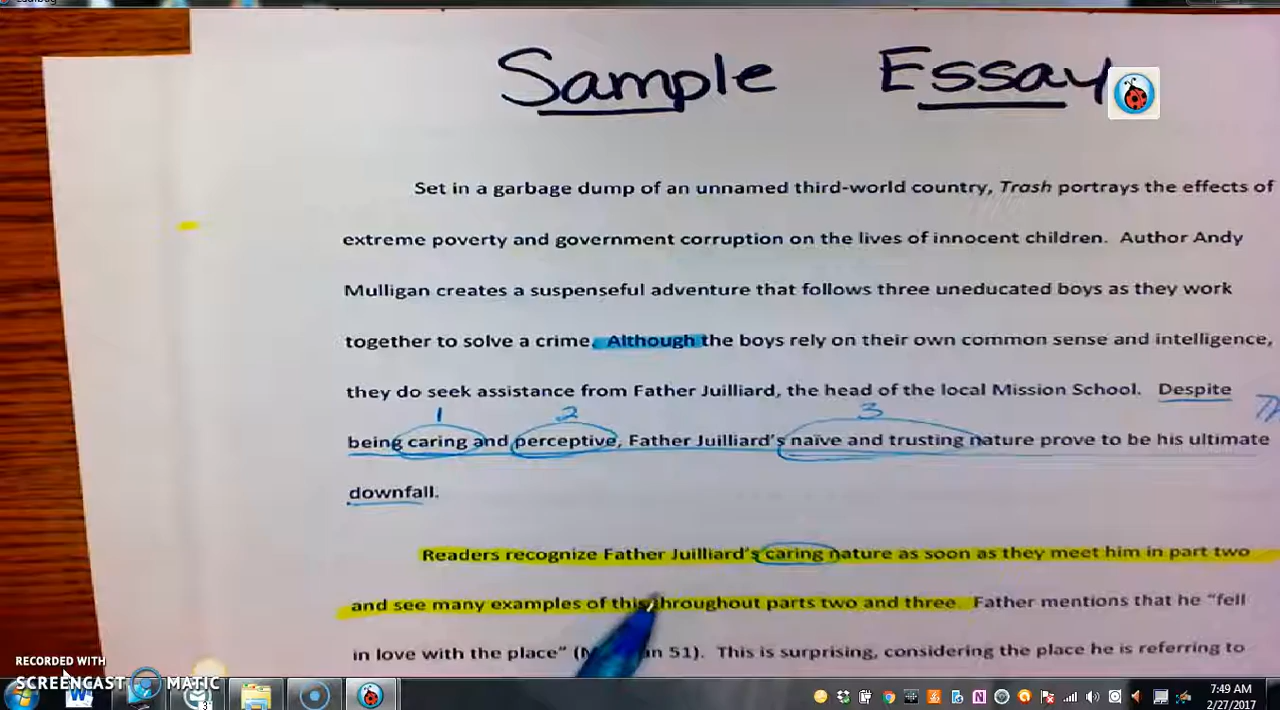 Sample Essay
Set in a garbage dump of an unnamed third-world country, Trash portrays the effects of
extreme poverty and government corruption on the lives of innocent children. Author Andy
Mulligan creates a suspenseful adventure that follows three uneducated boys as they work
together to solve a crime. Although the boys rely on their own common sense and intelligence,
they do seek assistance from Father Juilliard, the head of the local Mission School. Despite
1 2 3
being caring and perceptive, Father Juilliard's naïve and trusting nature prove to be his ultimate
downfall.
Readers recognize Father Juilliard's caring nature as soon as they meet him in part two
and see many examples of this throughout parts two and three. Father mentions that he "fell
in love with the place" ( 51). This is surprising, considering the place he is referring to
RECORDED WITH
SCREENCAST MATIC
3
7:49 AM
2/27/2017